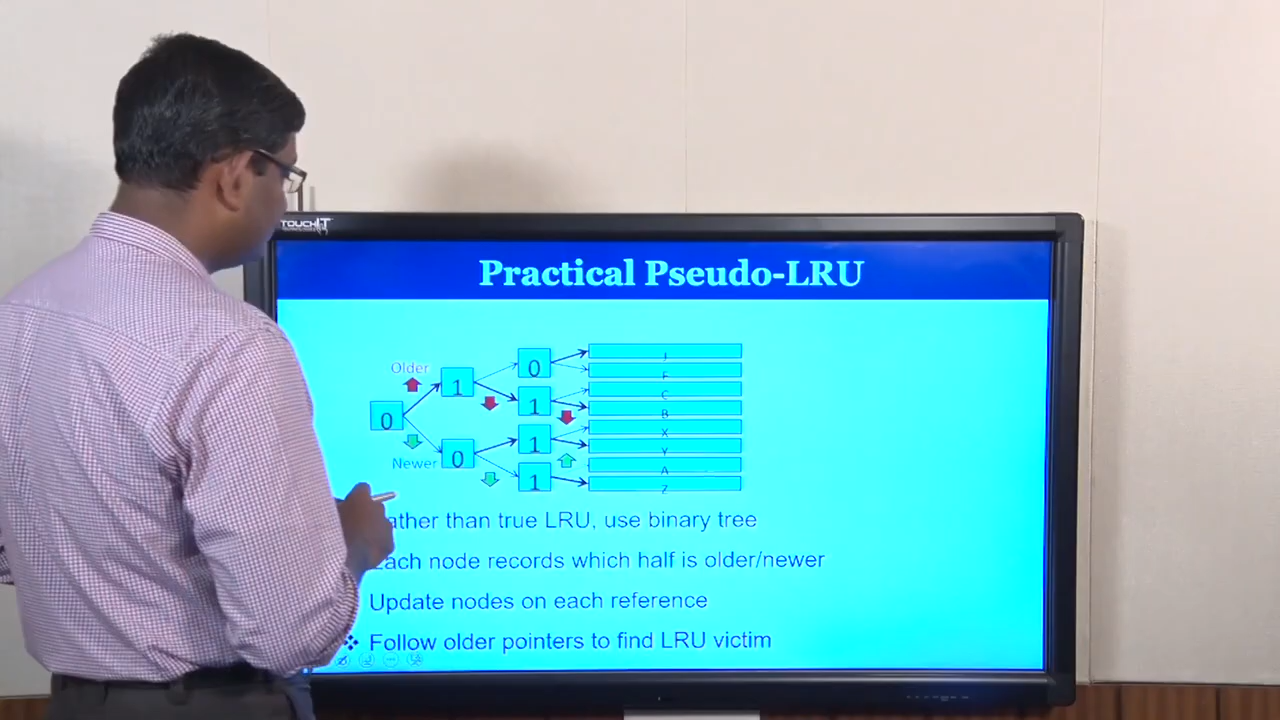 TOUCHIT
Practical Pseudo-LRU
Older
Newer
0
1
0
0
1
1
1
J
F
C
B
X
Y
A
Z
ather than true LRU, use binary tree
ach node records which half is older/newer
Update nodes on each reference
Follow older pointers to find LRU victim